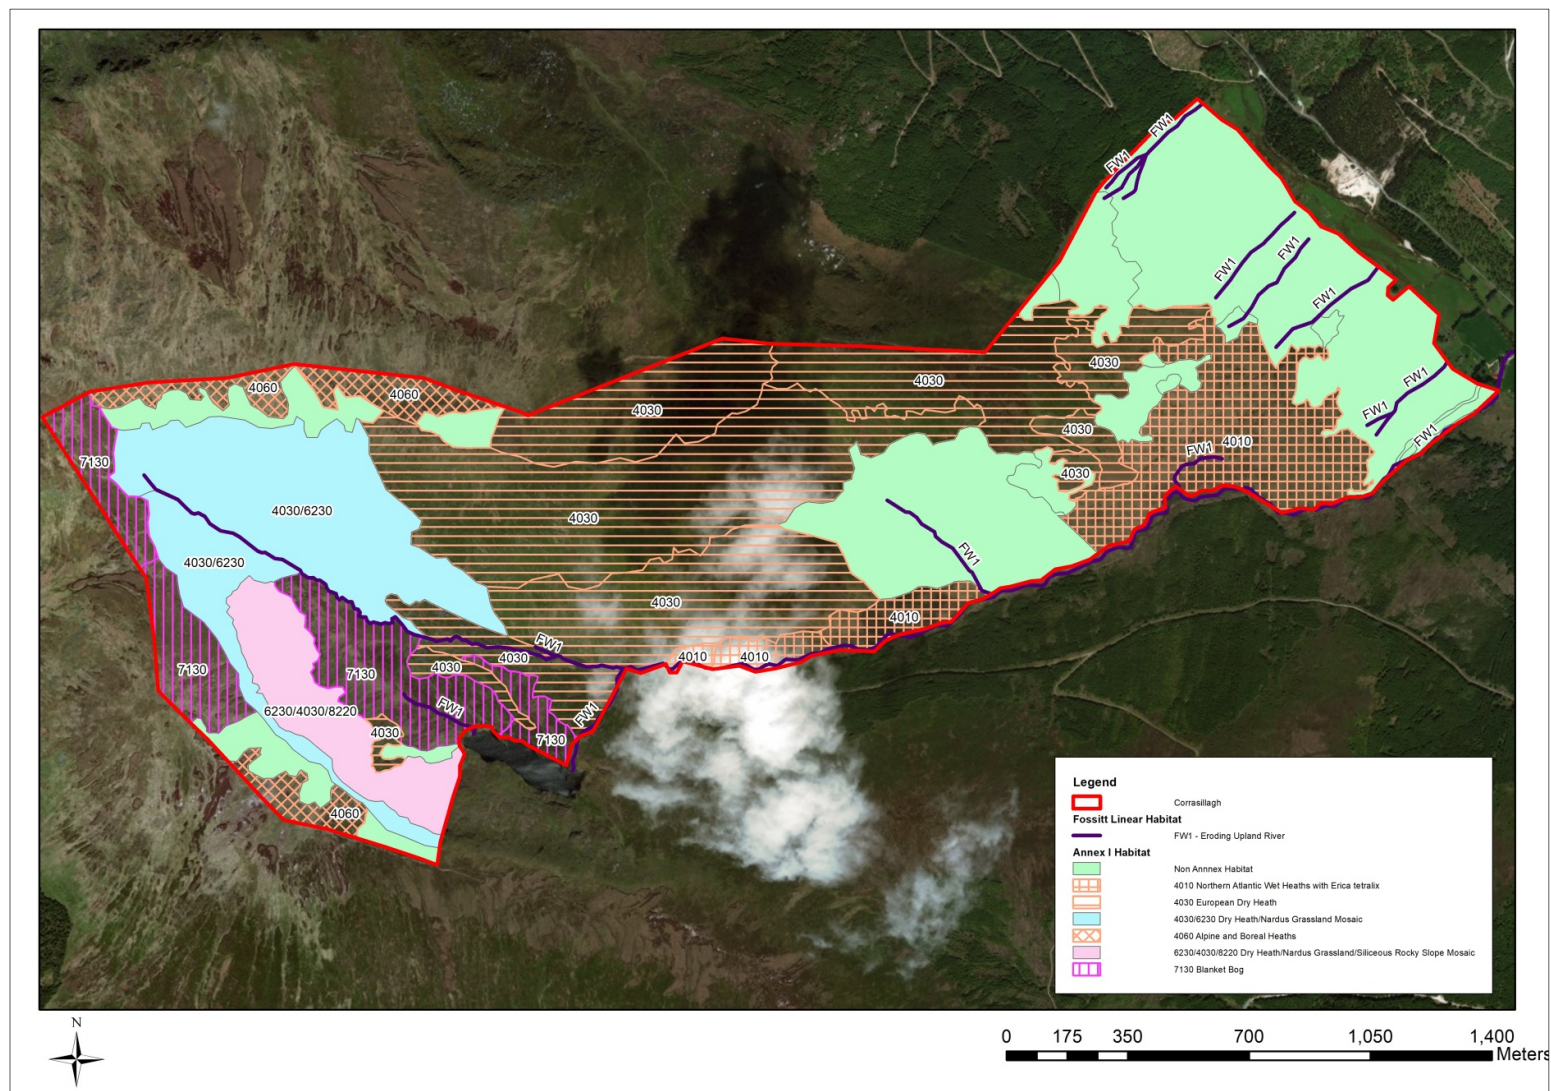 FW1
FW1
FW1
FW1
FW1
4060
4060
4030
4030
4030
FW1
FW1
4030
FW1
4010
FW1
7130
4030
4030/6230
4030
4030/6230
FW1
4030
4010
FW1
4030
4010
4010
4030
7130
7130
FW1
6230/4030/8220
FW1
4030
7130
4060
Legend
Corrasillagh
Fossitt Linear Habitat
FW1 - Eroding Upland River
Annex I Habitat
Non Annnex Habitat
4010 Northern Atlantic Wet Heaths with Erica tetralix
4030 European Dry Heath
4030/6230 Dry Heath/Nardus Grassland Mosaic
4060 Alpine and Boreal Heaths
6230/4030/8220 Dry Heath/Nardus Grassland/Siliceous Rocky Slope Mosaic
7130 Blanket Bog
N
0 175 350 700 1,050 1,400
Meters